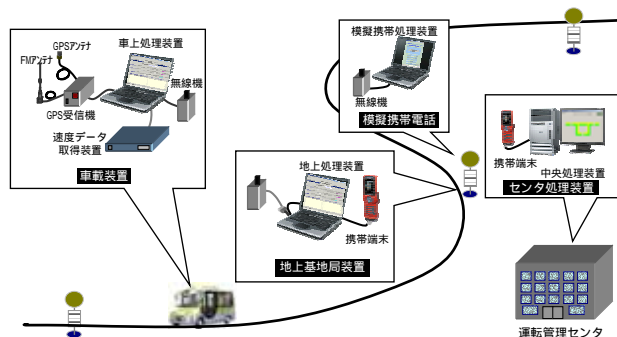 GPSアンテナ
FMアンテナ
車上処理装置
無線機
GPS受信機
速度データ
取得装置
車載装置
模擬携帯処理装置
無線機
模擬携帯電話
地上処理装置
携帯端末
地上基地局装置
携帯端末
中央処理装置
センタ処理装置
運転管理センタ